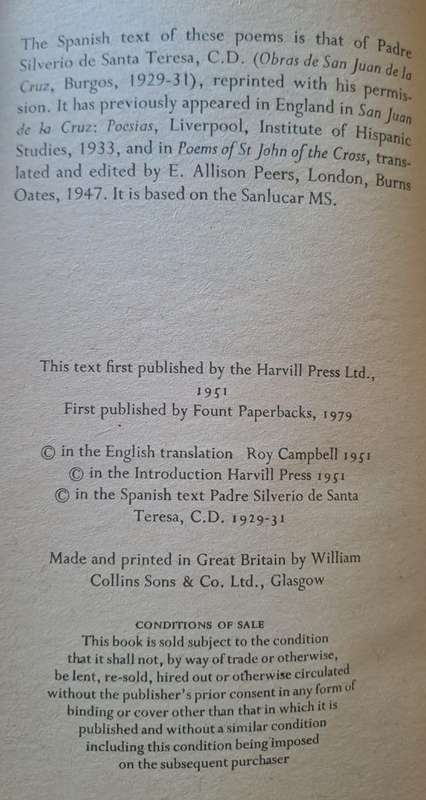 The Spanish text of these poems is that of Padre
Silverio de Santa Teresa, C.D. (Obras de San Juan de la
Cruz, Burgos, 1929-31), reprinted with his permis-
sion. It has previously appeared in England in San Juan
de la Cruz: Poesias, Liverpool, Institute of Hispanic
Studies, 1933, and in Poems of St John of the Cross, trans-
lated and edited by E. Allison Peers, London, Burns
Oates, 1947. It is based on the Sanlucar MS.
This text first published by the Harvill Press Ltd.,
1951
First published by Fount Paperbacks, 1979
© in the English translation Roy Campbell 1951
© in the Introduction Harvill Press 1951
© in the Spanish text Padre Silverio de Santa
Teresa, C.D. 1929-31
Made and printed in Great Britain by William
Collins Sons & Co. Ltd., Glasgow
CONDITIONS OF SALE
This book is sold subject to the condition
that it shall not, by way of trade or otherwise,
be lent, re-sold, hired out or otherwise circulated
without the publisher's prior consent in any form of
binding or cover other than that in which it is
published and without a similar condition
including this condition being imposed
on the subsequent purchaser